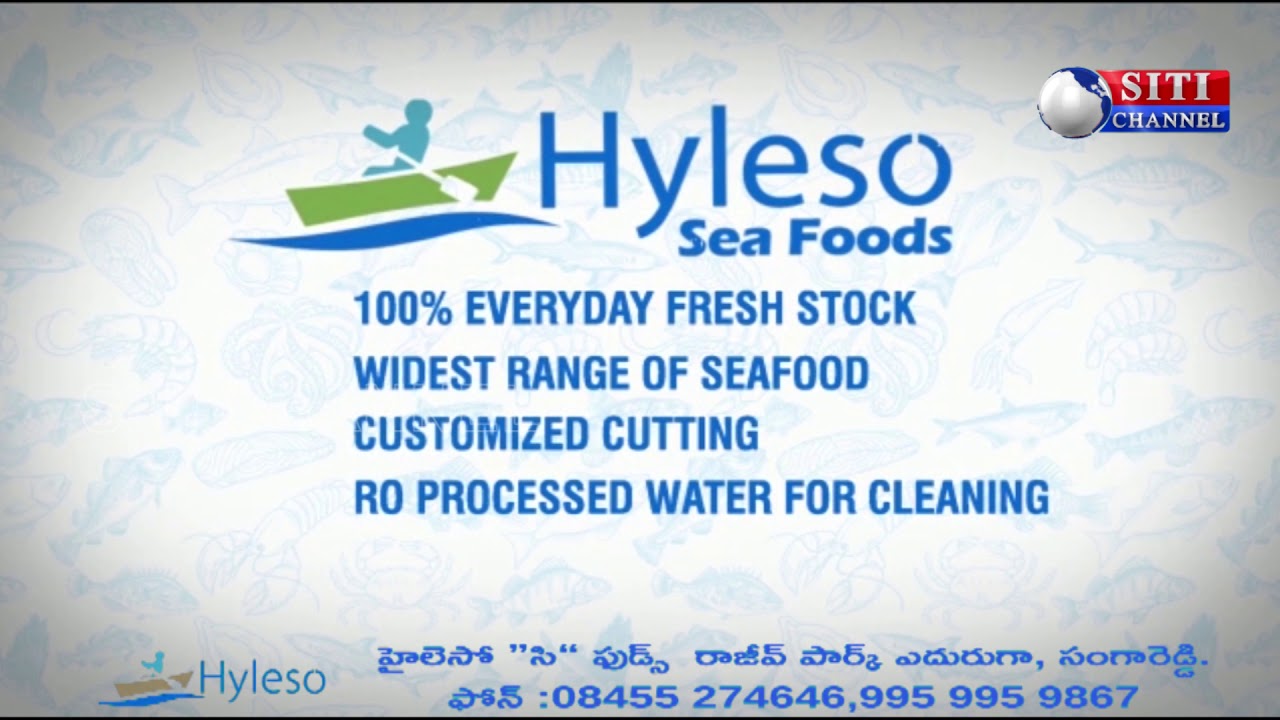 SITI
CHANNEL
Hyleso
Sea Foods
100% EVERYDAY FRESH STOCK
WIDEST RANGE OF SEAFOOD
CUSTOMIZED CUTTING
RO PROCESSED WATER FOR CLEANING
Hyleso
హైలెసో ”సి“ ఫుడ్స్ రాజీవ్ పార్క్ ఎదురుగా, సంగారెడ్డి.
ఫోన్ :08455 274646,995 995 9867